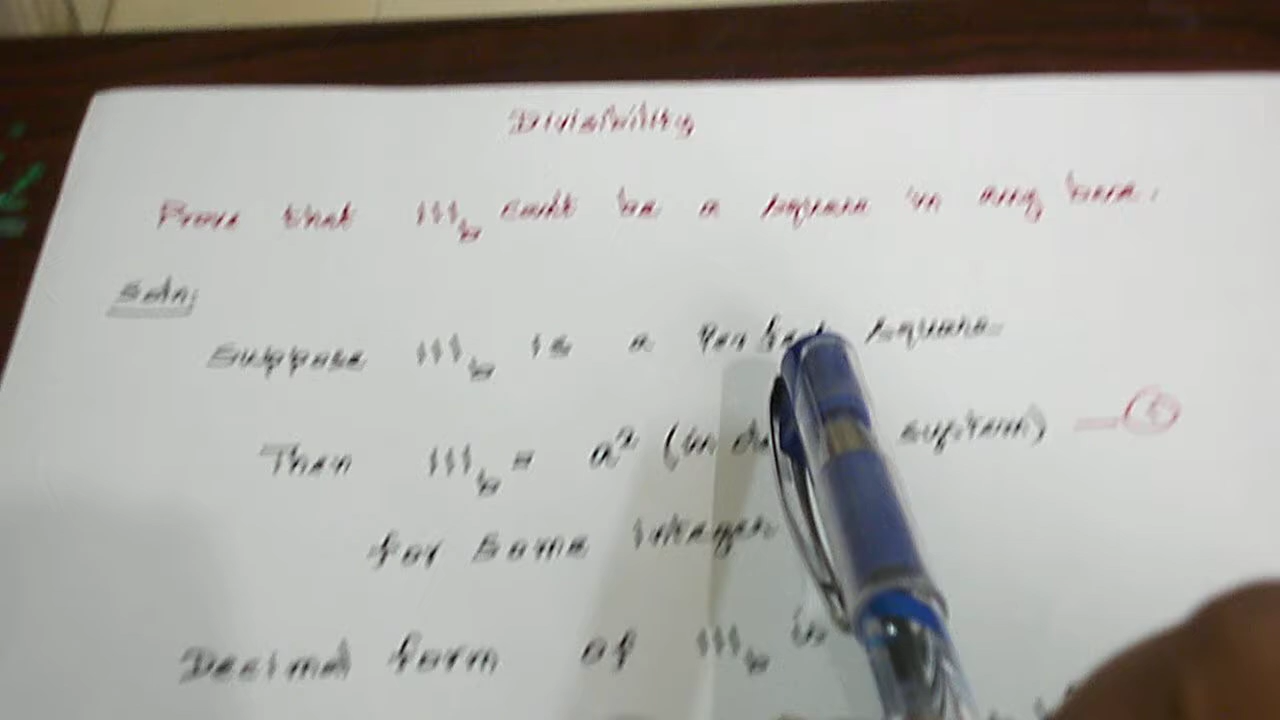 Divisibility
Prove that 111b can't be a square in any base.
Soln:
Suppose 111b is a Perfect square.
Then 111b = a² (in system) — ①
for some integer
Decimal form of 111b is